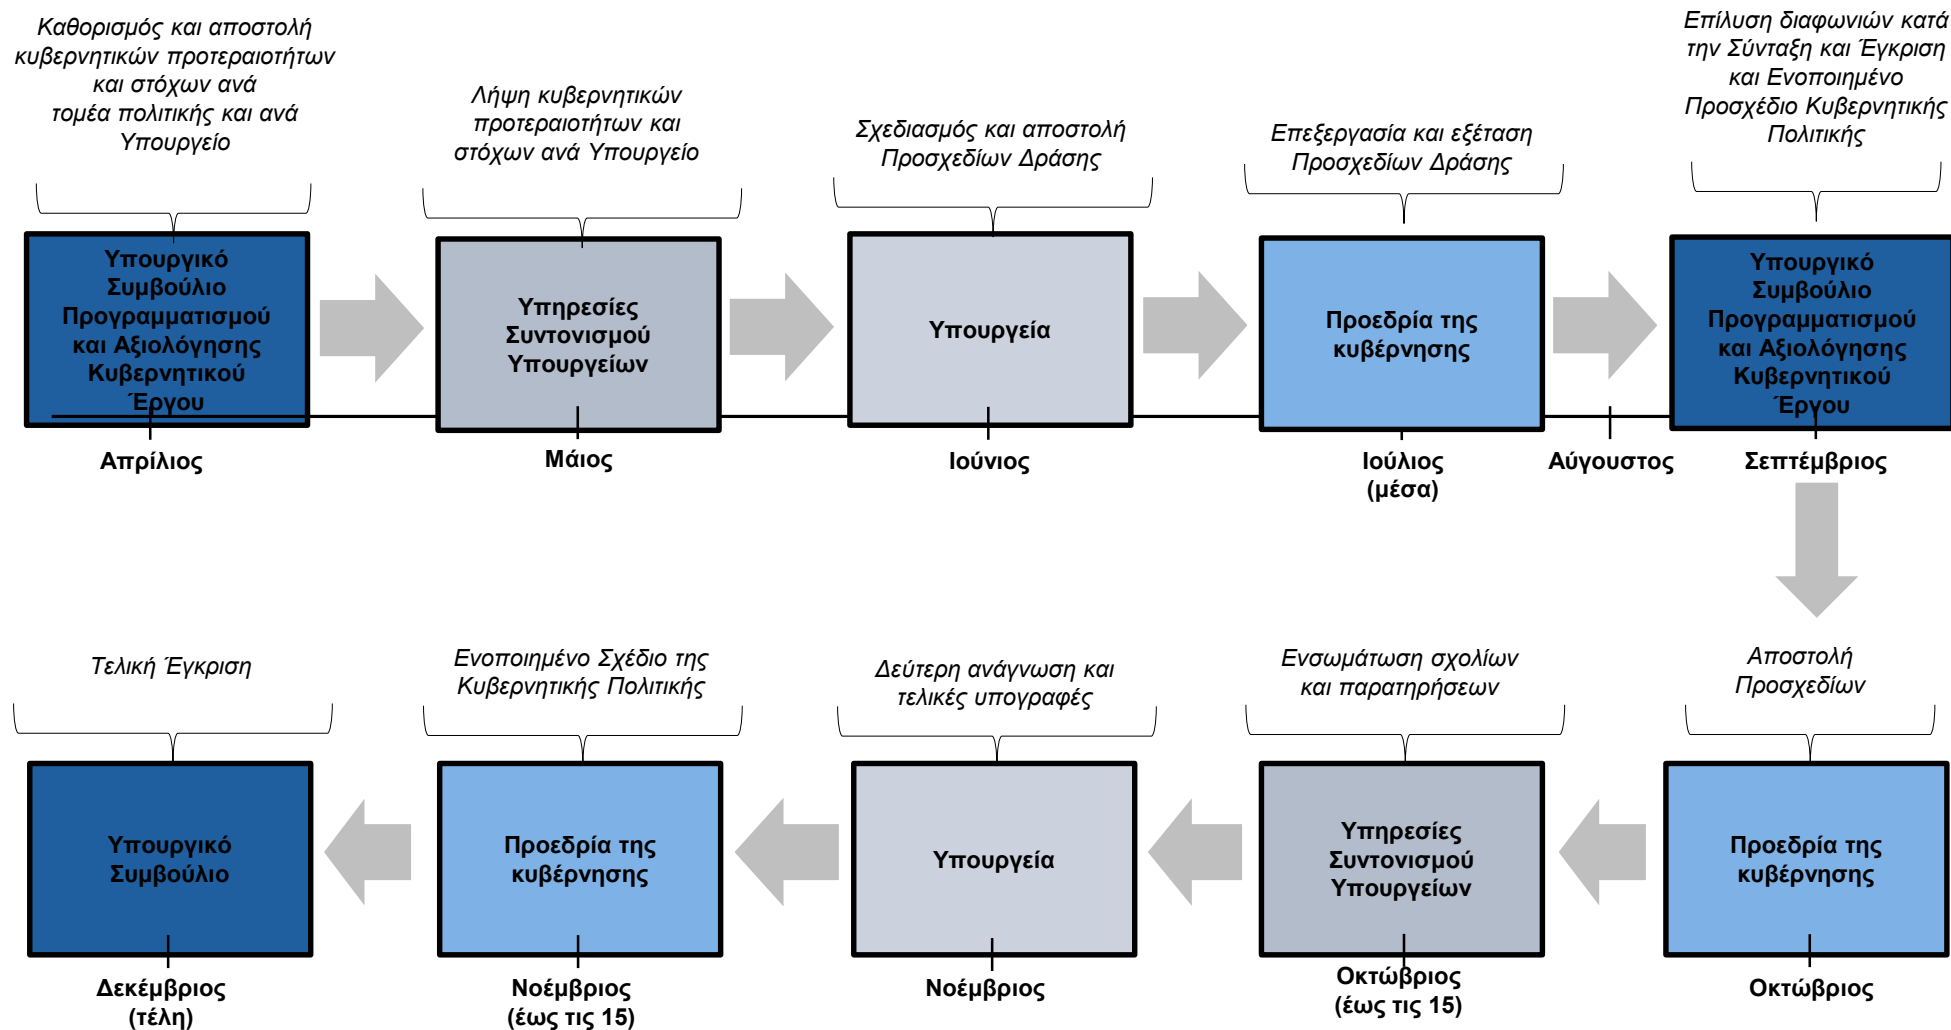 Καθορισμός και αποστολή
κυβερνητικών προτεραιοτήτων
και στόχων ανά
τομέα πολιτικής και ανά
Υπουργείο
Λήψη κυβερνητικών
προτεραιοτήτων και
στόχων ανά Υπουργείο
Σχεδιασμός και αποστολή
Προσχεδίων Δράσης
Επεξεργασία και εξέταση
Προσχεδίων Δράσης
Επίλυση διαφωνιών κατά
την Σύνταξη και Έγκριση
και Ενοποιημένο
Προσχέδιο Κυβερνητικής
Πολιτικής
Υπουργικό
Συμβούλιο
Προγραμματισμού
και Αξιολόγησης
Κυβερνητικού
Έργου
Υπηρεσίες
Συντονισμού
Υπουργείων
Υπουργεία
Προεδρία της
κυβέρνησης
Υπουργικό
Συμβούλιο
Προγραμματισμού
και Αξιολόγησης
Κυβερνητικού
Έργου
Απρίλιος
Μάιος
Ιούνιος
Ιούλιος
(μέσα)
Αύγουστος
Σεπτέμβριος
Τελική Έγκριση
Ενοποιημένο Σχέδιο της
Κυβερνητικής Πολιτικής
Δεύτερη ανάγνωση και
τελικές υπογραφές
Ενσωμάτωση σχολίων
και παρατηρήσεων
Αποστολή
Προσχεδίων
Υπουργικό
Συμβούλιο
Προεδρία της
κυβέρνησης
Υπουργεία
Υπηρεσίες
Συντονισμού
Υπουργείων
Προεδρία της
κυβέρνησης
Δεκέμβριος
(τέλη)
Νοέμβριος
(έως τις 15)
Νοέμβριος
Οκτώβριος
(έως τις 15)
Οκτώβριος